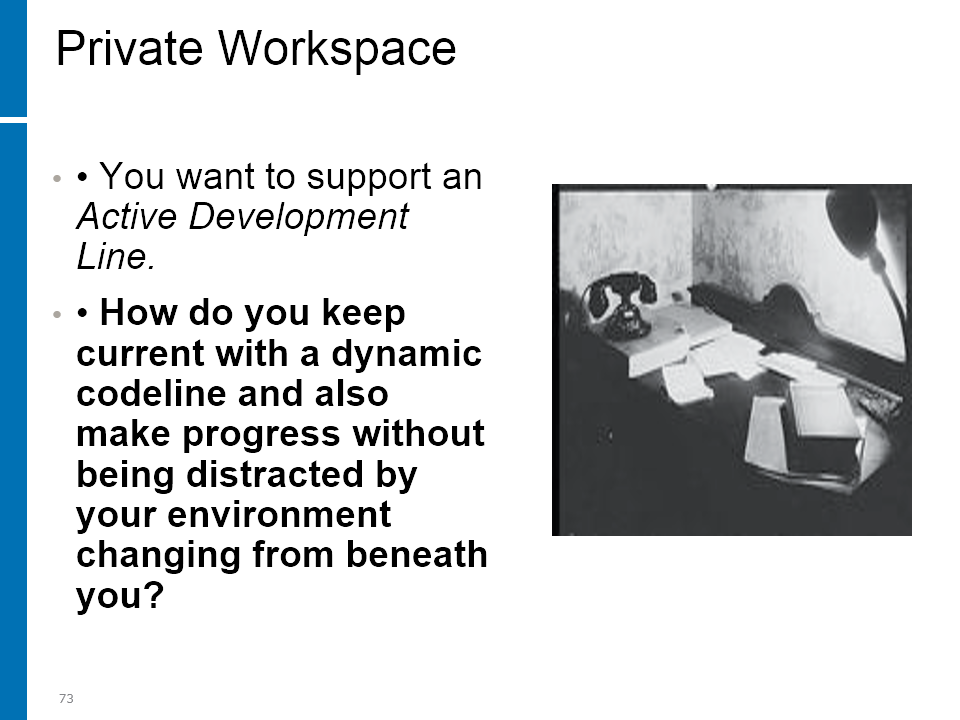 Private Workspace
• • You want to support an
Active Development
Line.
• • How do you keep
current with a dynamic
codeline and also
make progress without
being distracted by
your environment
changing from beneath
you?
73